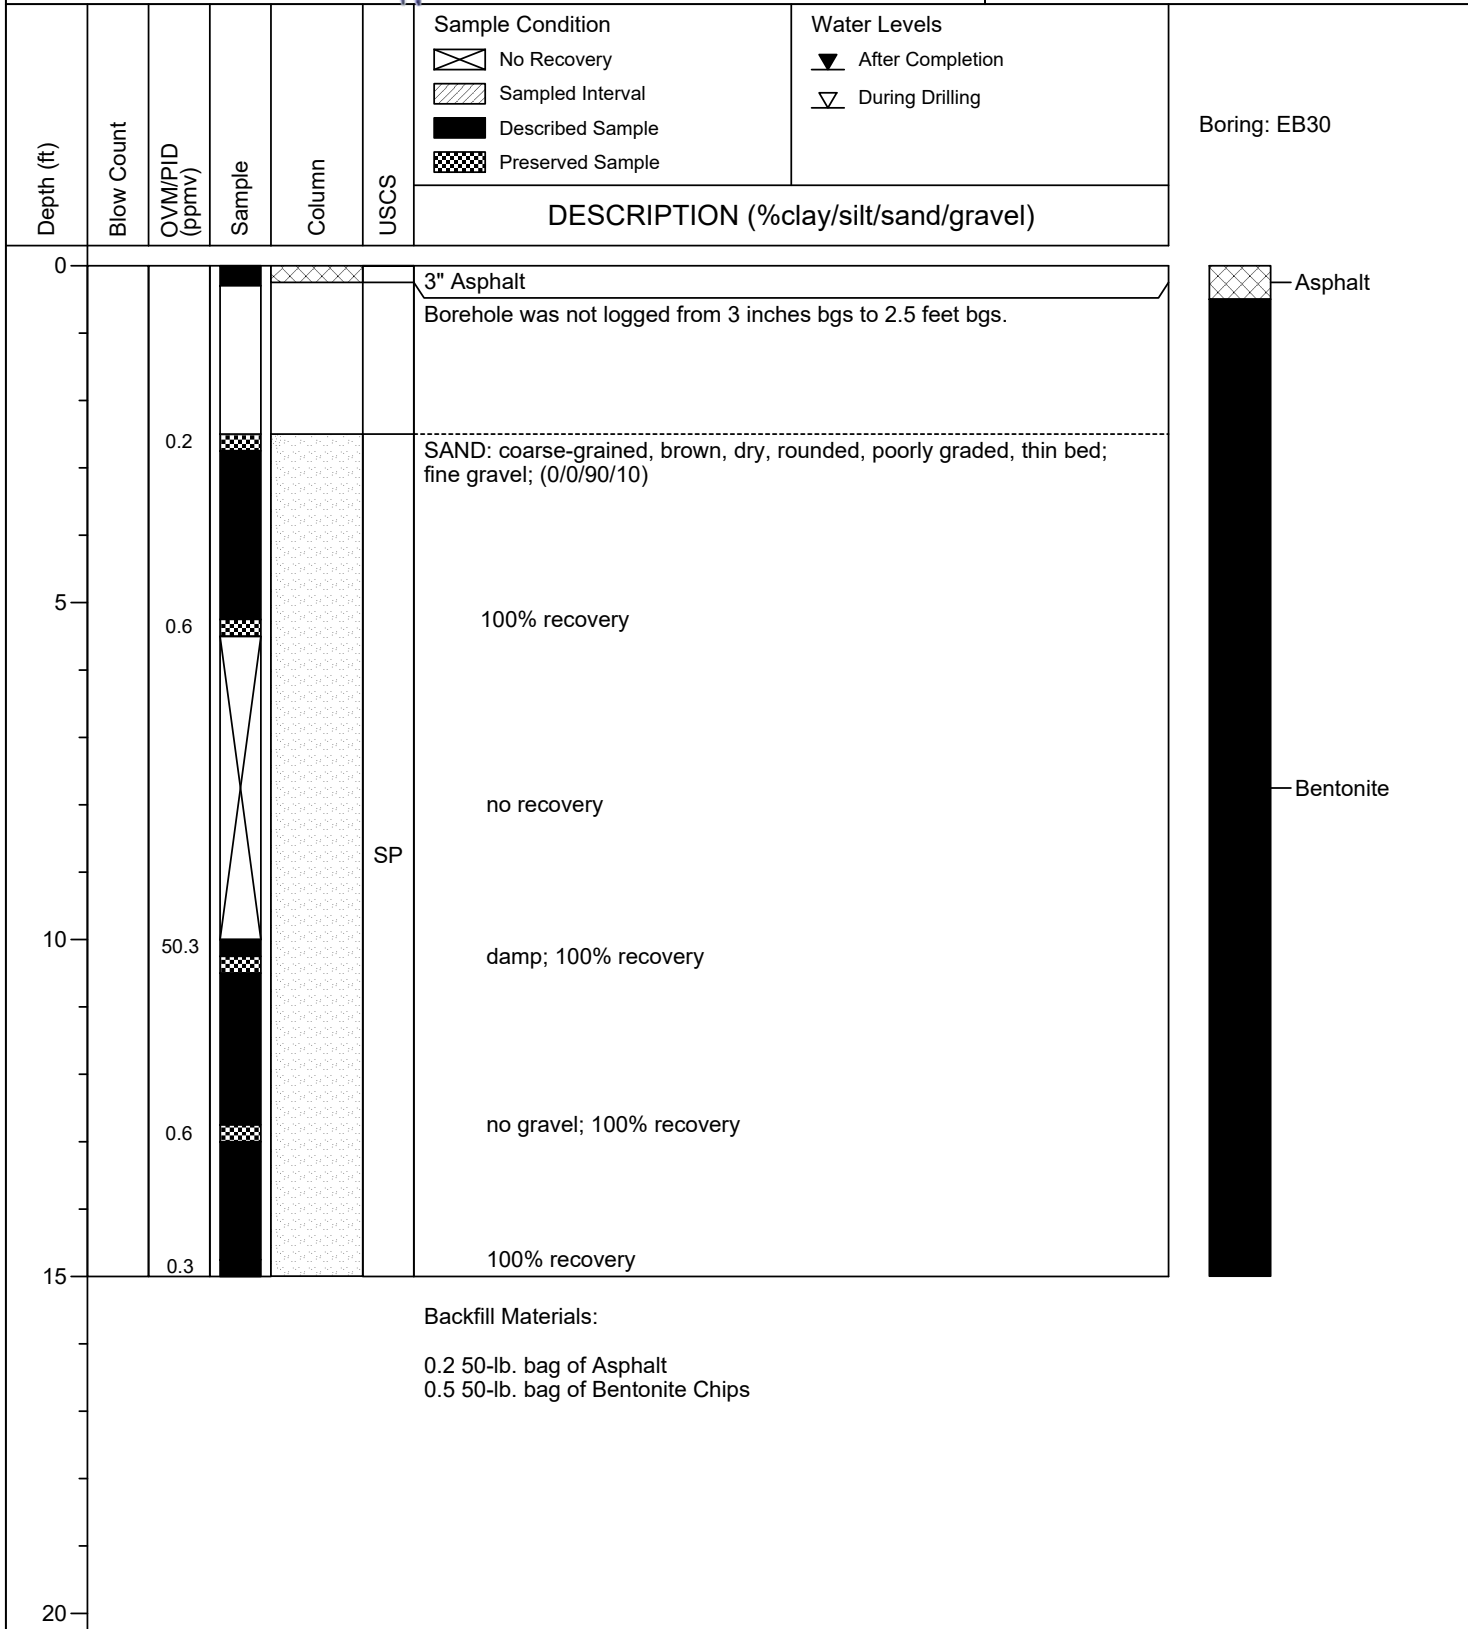 Sample Condition
No Recovery
Sampled Interval
Described Sample
Preserved Sample
Water Levels
After Completion
During Drilling
Boring: EB30
Depth (ft)
Blow Count
OVM/PID
(ppmv)
Sample
Column
USCS
DESCRIPTION (%clay/silt/sand/gravel)
0
3" Asphalt
Asphalt
Borehole was not logged from 3 inches bgs to 2.5 feet bgs.
0.2
SAND: coarse-grained, brown, dry, rounded, poorly graded, thin bed;
fine gravel; (0/0/90/10)
5
0.6
100% recovery
Bentonite
no recovery
SP
10
50.3
damp; 100% recovery
0.6
no gravel; 100% recovery
0.3
100% recovery
15
Backfill Materials:
0.2 50-lb. bag of Asphalt
0.5 50-lb. bag of Bentonite Chips
20